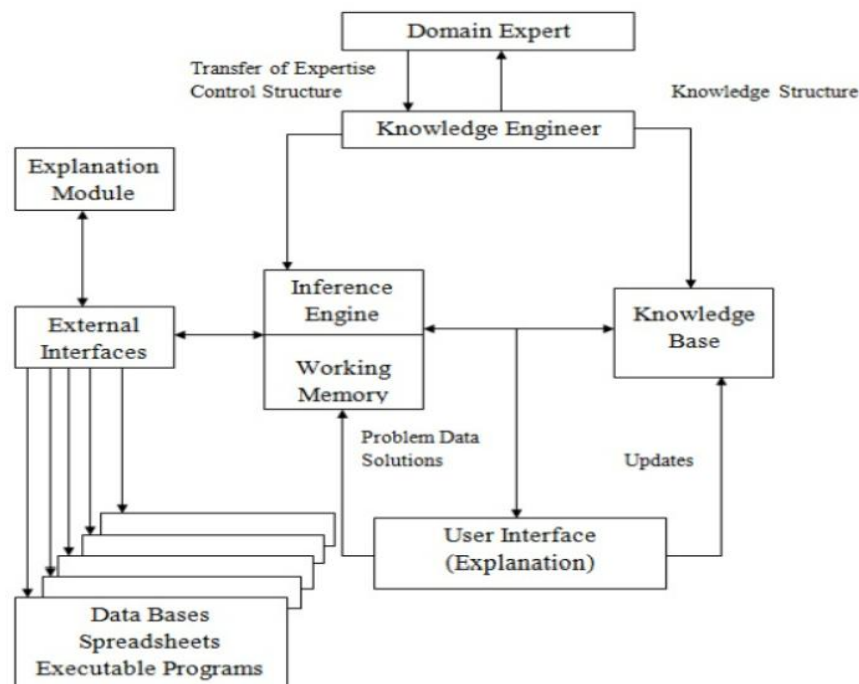 Domain Expert
Transfer of Expertise
Control Structure
Knowledge Structure
Knowledge Engineer
Explanation
Module
Inference
Engine
External
Interfaces
Knowledge
Base
Working
Memory
Problem Data
Solutions
Updates
User Interface
(Explanation)
Data Bases
Spreadsheets
Executable Programs